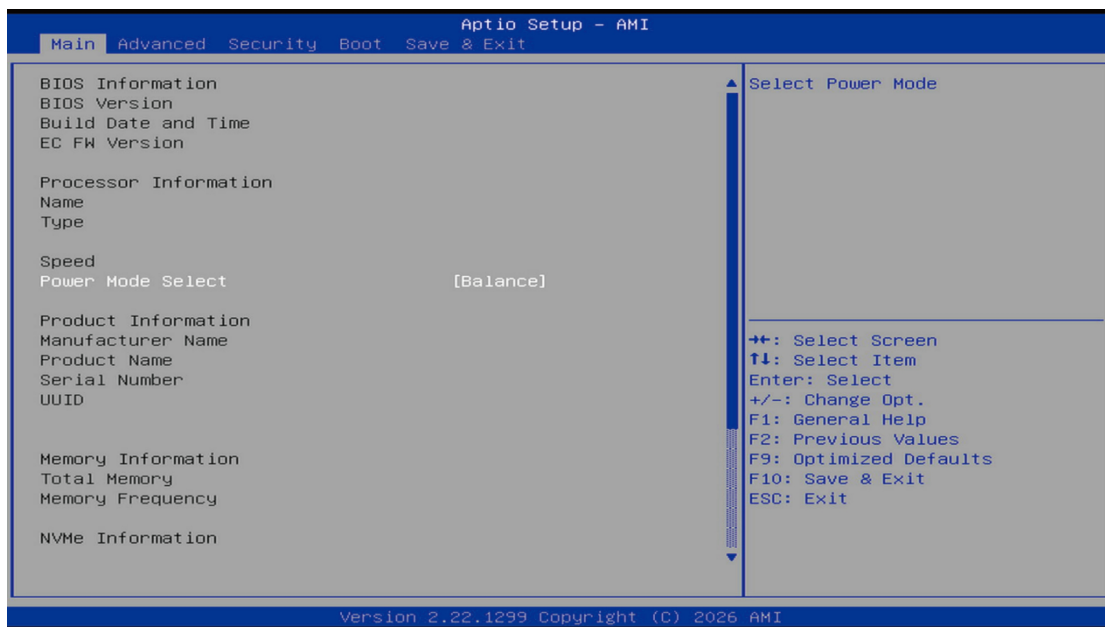 Aptio Setup - AMI
Main Advanced Security Boot Save & Exit
BIOS Information
BIOS Version
Build Date and Time
EC FW Version
Processor Information
Name
Type
Speed
Power Mode Select [Balance]
Product Information
Manufacturer Name
Product Name
Serial Number
UUID
Memory Information
Total Memory
Memory Frequency
NVMe Information
Select Power Mode
→←: Select Screen
↑↓: Select Item
Enter: Select
+/-: Change Opt.
F1: General Help
F2: Previous Values
F9: Optimized Defaults
F10: Save & Exit
ESC: Exit
Version 2.22.1299 Copyright (C) 2026 AMI